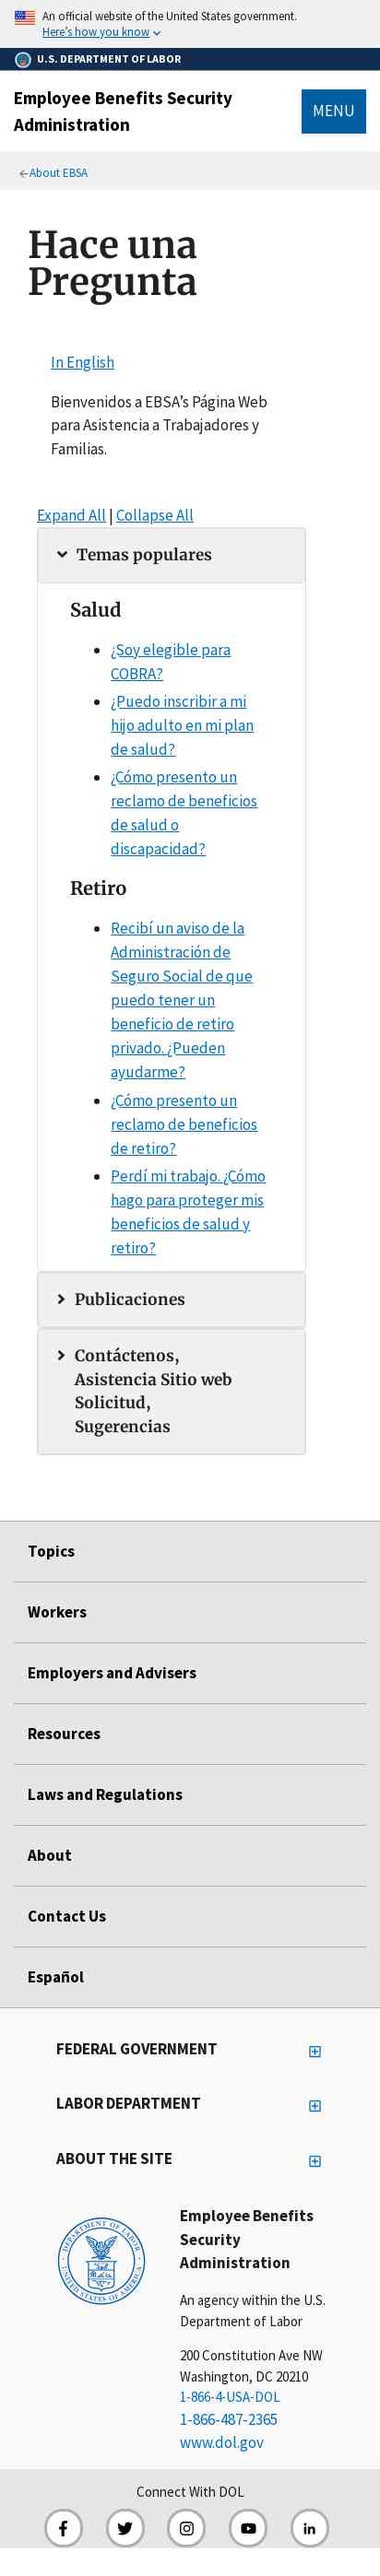 An official website of the United States government.
Here’s how you know
U.S. DEPARTMENT OF LABOR
Employee Benefits Security
Administration
MENU
About EBSA
Hace una
Pregunta
In English
Bienvenidos a EBSA’s Página Web
para Asistencia a Trabajadores y
Familias.
Expand All | Collapse All
Temas populares
Salud
¿Soy elegible para
COBRA?
¿Puedo inscribir a mi
hijo adulto en mi plan
de salud?
¿Cómo presento un
reclamo de beneficios
de salud o
discapacidad?
Retiro
Recibí un aviso de la
Administración de
Seguro Social de que
puedo tener un
beneficio de retiro
privado. ¿Pueden
ayudarme?
¿Cómo presento un
reclamo de beneficios
de retiro?
Perdí mi trabajo. ¿Cómo
hago para proteger mis
beneficios de salud y
retiro?
Publicaciones
Contáctenos,
Asistencia Sitio web
Solicitud,
Sugerencias
Topics
Workers
Employers and Advisers
Resources
Laws and Regulations
About
Contact Us
Español
FEDERAL GOVERNMENT
LABOR DEPARTMENT
ABOUT THE SITE
DEPARTMENT OF LABOR
UNITED STATES OF AMERICA
Employee Benefits
Security
Administration
An agency within the U.S.
Department of Labor
200 Constitution Ave NW
Washington, DC 20210
1-866-4-USA-DOL
1-866-487-2365
www.dol.gov
Connect With DOL